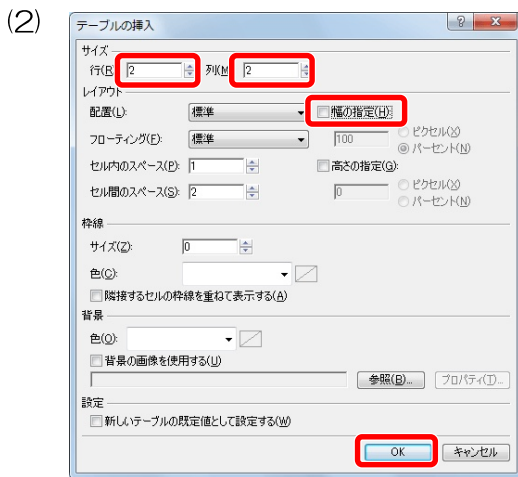 (2)
テーブルの挿入
サイズ
行(R) 2 列(M 2
レイアウト
配置(L): 標準 幅の指定(H):
フローティング(F): 標準 100 ピクセル(X)
パーセント(N)
セル内のスペース(P): 1 高さの指定(G):
セル間のスペース(S): 2 0 ピクセル(X)
パーセント(N)
枠線
サイズ(Z): 0
色(C):
隣接するセルの枠線を重ねて表示する(A)
背景
色(O):
背景の画像を使用する(U)
参照(B)... プロパティ(T)...
設定
新しいテーブルの既定値として設定する(W)
OK キャンセル